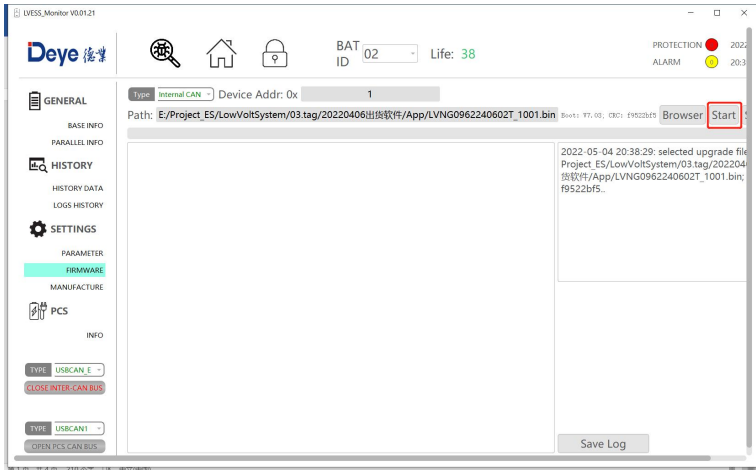 LVESS_Monitor V0.01.21
Deye 德業
BAT ID 02
Life: 38
PROTECTION 2022
ALARM 0 20:3
GENERAL
BASE INFO
PARALLEL INFO
HISTORY
HISTORY DATA
LOGS HISTORY
SETTINGS
PARAMETER
FIRMWARE
MANUFACTURE
PCS
INFO
TYPE USBCAN_E
CLOSE INTER-CAN BUS
TYPE USBCAN1
OPEN PCS CAN BUS
Type Internal CAN Device Addr: 0x 1
Path: E:/Project_ES/LowVoltSystem/03.tag/20220406出货软件/App/LVNG0962240602T_1001.bin Boot: V7.03; CRC: f9522bf5 Browser Start S
2022-05-04 20:38:29: selected upgrade file
Project_ES/LowVoltSystem/03.tag/202204
货软件/App/LVNG0962240602T_1001.bin;
f9522bf5..
Save Log